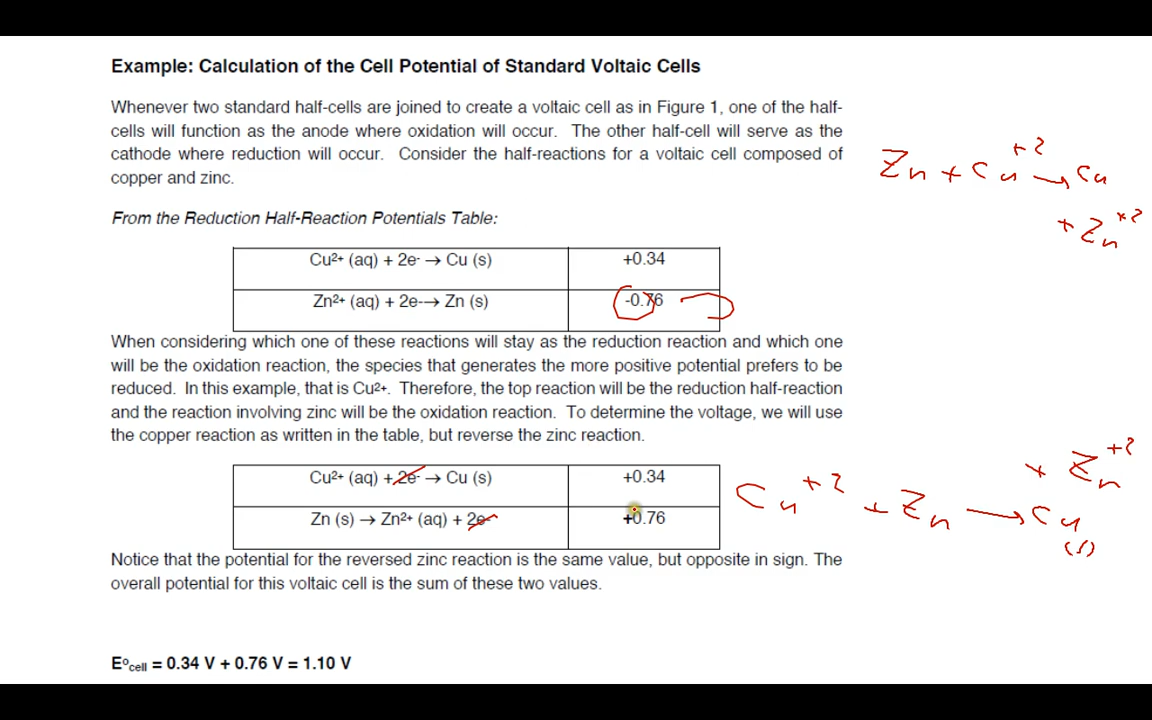 Example: Calculation of the Cell Potential of Standard Voltaic Cells
Whenever two standard half-cells are joined to create a voltaic cell as in Figure 1, one of the half-
cells will function as the anode where oxidation will occur. The other half-cell will serve as the
cathode where reduction will occur. Consider the half-reactions for a voltaic cell composed of
copper and zinc.
Zn + Cu+2 → Cu
+ Zn+2
From the Reduction Half-Reaction Potentials Table:
Cu2+ (aq) + 2e- → Cu (s) +0.34
Zn2+ (aq) + 2e-→ Zn (s) -0.76
When considering which one of these reactions will stay as the reduction reaction and which one
will be the oxidation reaction, the species that generates the more positive potential prefers to be
reduced. In this example, that is Cu2+. Therefore, the top reaction will be the reduction half-reaction
and the reaction involving zinc will be the oxidation reaction. To determine the voltage, we will use
the copper reaction as written in the table, but reverse the zinc reaction.
Cu2+ (aq) + 2e- → Cu (s) +0.34
Zn (s) → Zn2+ (aq) + 2e- +0.76
+ Zn+2
Cu+2 + Zn → Cu
(s)
Notice that the potential for the reversed zinc reaction is the same value, but opposite in sign. The
overall potential for this voltaic cell is the sum of these two values.
E°cell = 0.34 V + 0.76 V = 1.10 V